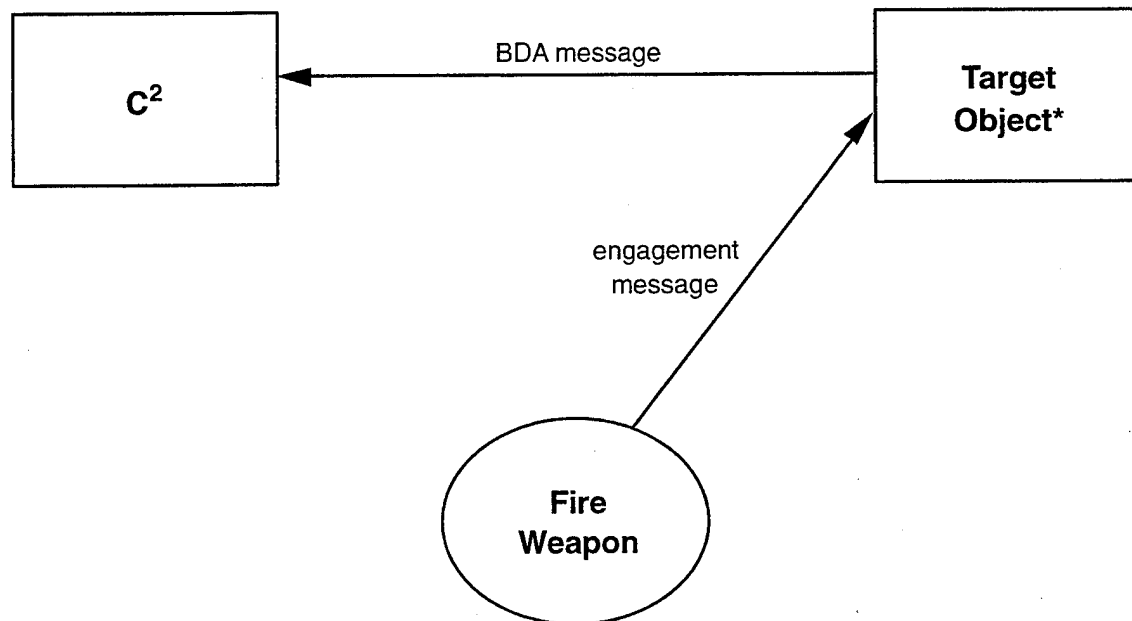 BDA message
C²
Target
Object*
engagement
message
Fire
Weapon